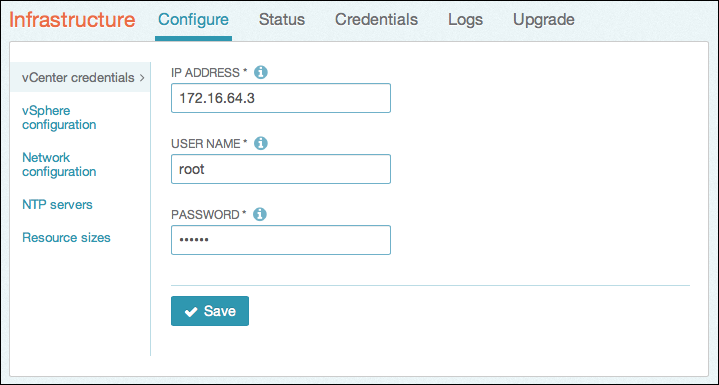 Infrastructure Configure Status Credentials Logs Upgrade
vCenter credentials >
vSphere
configuration
Network
configuration
NTP servers
Resource sizes
IP ADDRESS *
172.16.64.3
USER NAME *
root
PASSWORD *
••••••
Save